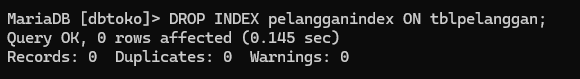 MariaDB [dbtoko]> DROP INDEX pelangganindex ON tblpelanggan;
Query OK, 0 rows affected (0.145 sec)
Records: 0  Duplicates: 0  Warnings: 0